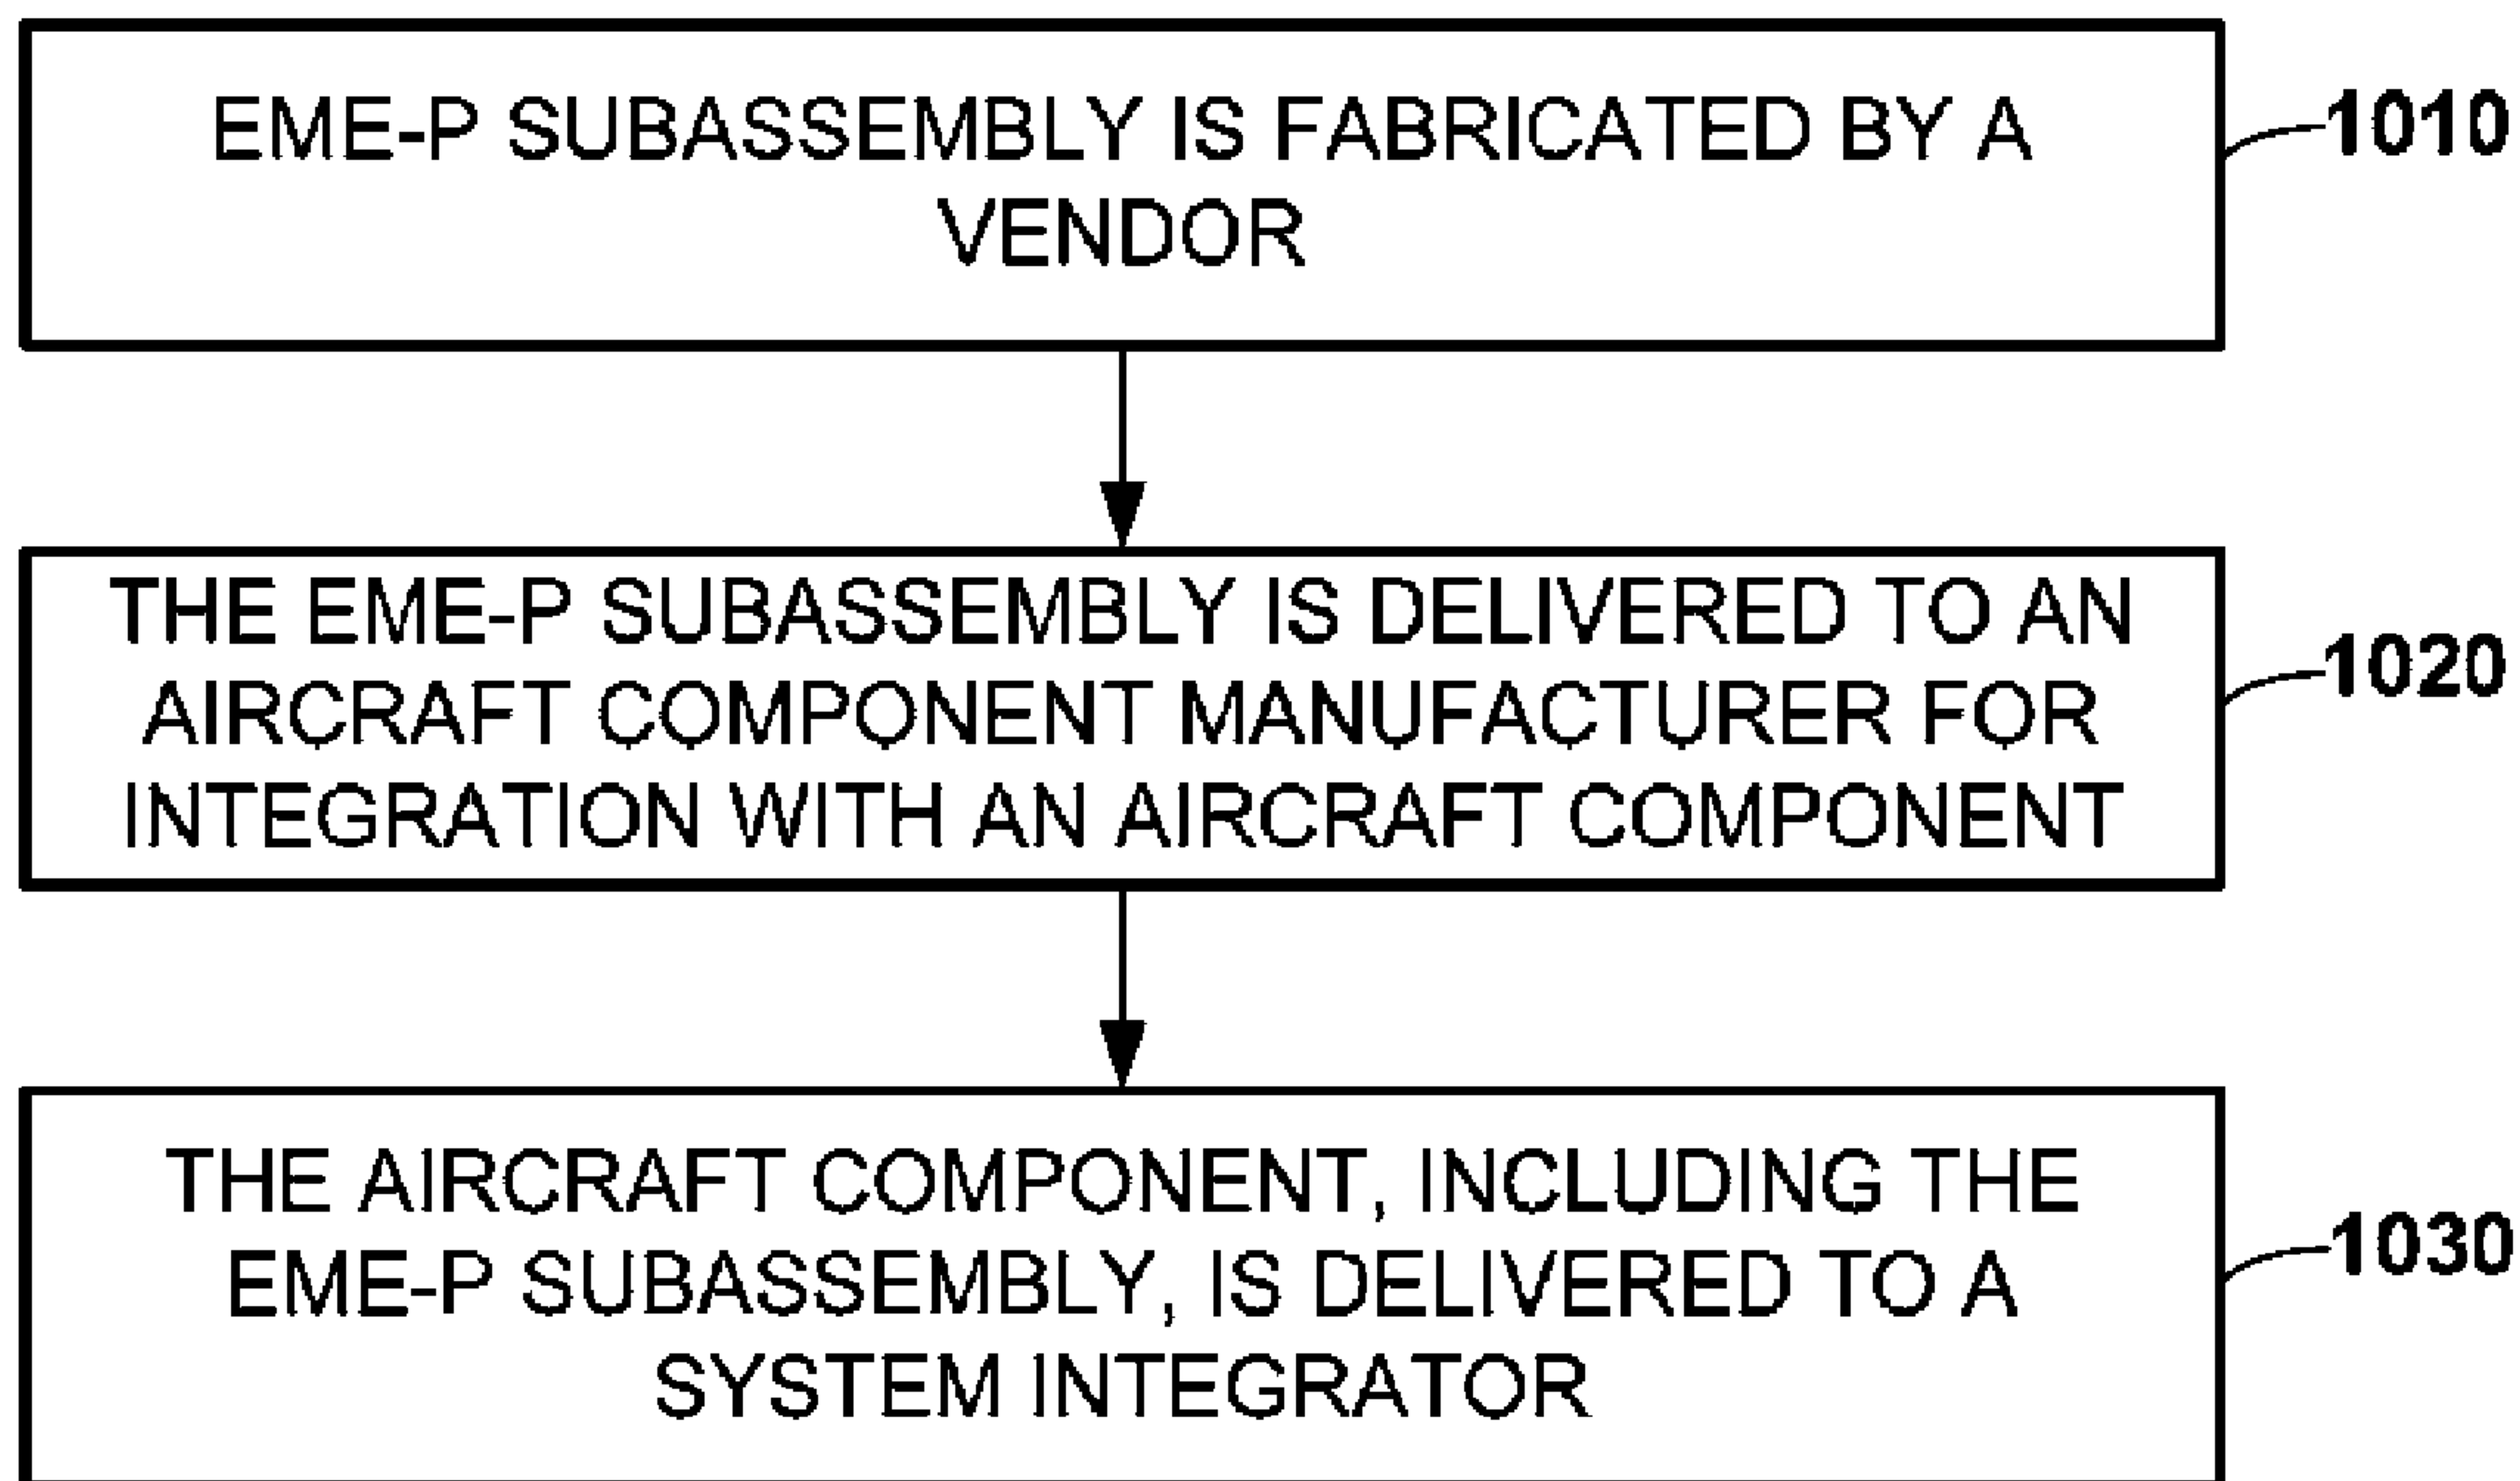 EME-P SUBASSEMBLY IS FABRICATED BY A
VENDOR
1010
THE EME-P SUBASSEMBLY IS DELIVERED TO AN
AIRCRAFT COMPONENT MANUFACTURER FOR
INTEGRATION WITH AN AIRCRAFT COMPONENT
1020
THE AIRCRAFT COMPONENT, INCLUDING THE
EME-P SUBASSEMBLY, IS DELIVERED TO A
SYSTEM INTEGRATOR
1030